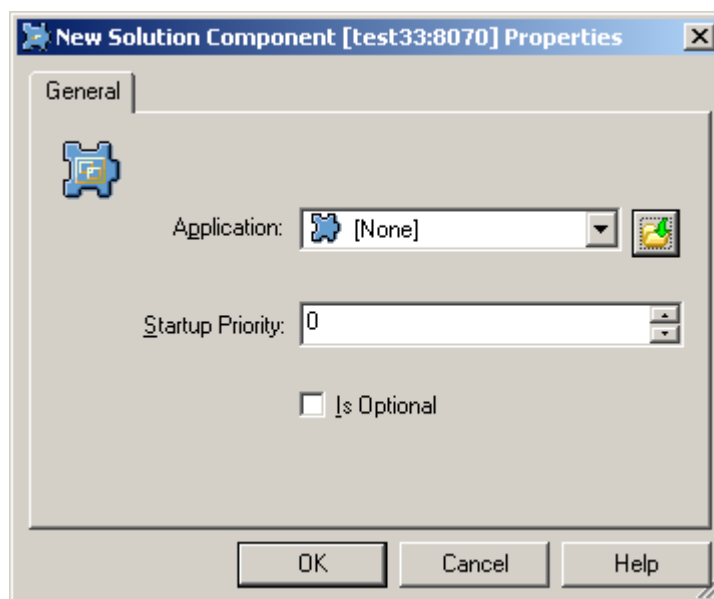 New Solution Component [test33:8070] Properties
General
Application: [None]
Startup Priority: 0
Is Optional
OK Cancel Help